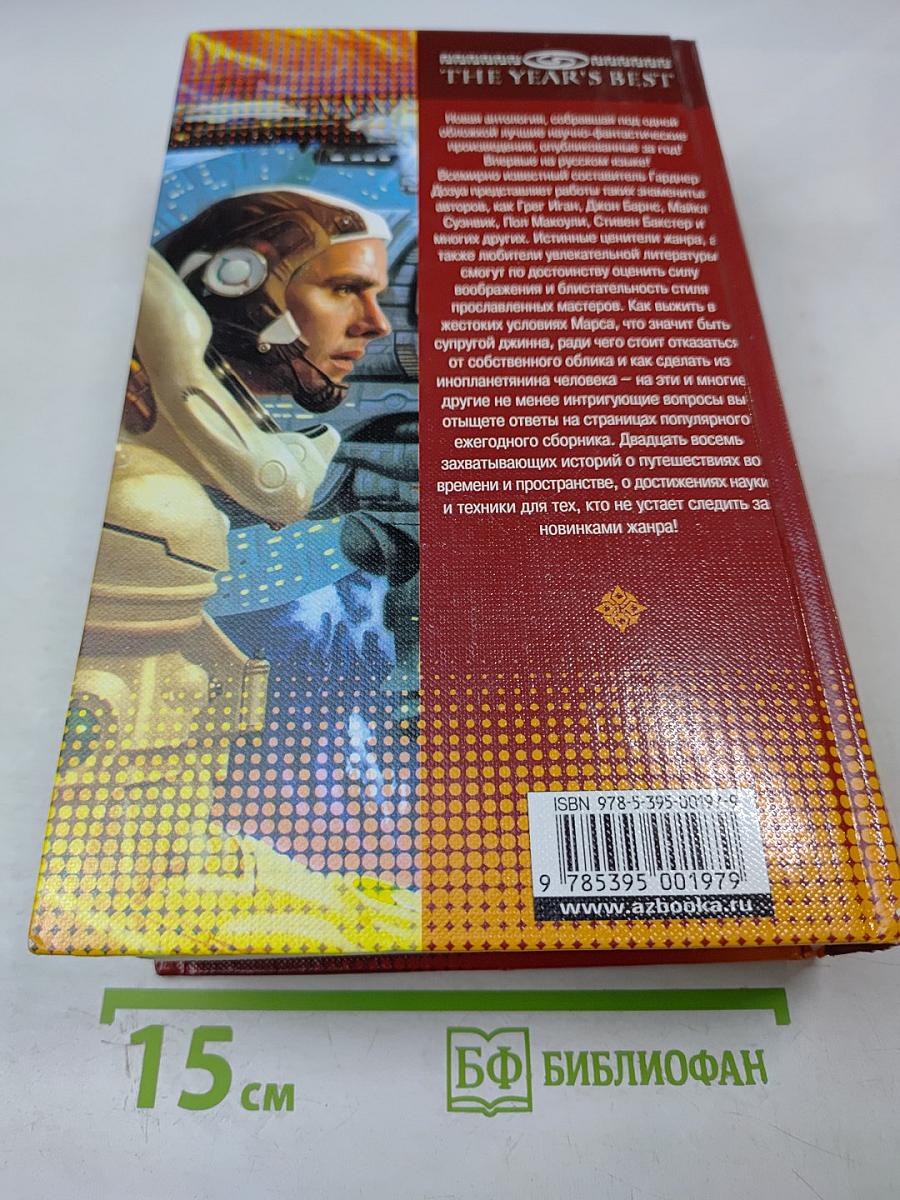 THE YEAR'S BEST
Новая антология, собравшая под одной
обложкой лучшие научно-фантастические
произведения, опубликованные за год!
Впервые на русском языке!
Всемирно известный составитель Гарднер
Дозуа представляет работы таких знаменитых
авторов, как Грег Иган, Джон Барнс, Майкл
Суэнвик, Пол Макоули, Стивен Бакстер и
многих других. Истинные ценители жанра, а
также любители увлекательной литературы
смогут по достоинству оценить силу
воображения и блистательность стиля
прославленных мастеров. Как выжить в
жестоких условиях Марса, что значит быть
супругой джинна, ради чего стоит отказаться
от собственного облика и как сделать из
инопланетянина человека – на эти и многие
другие не менее интригующие вопросы вы
отыщете ответы на страницах популярного
ежегодного сборника. Двадцать восемь
захватывающих историй о путешествиях во
времени и пространстве, о достижениях науки
и техники для тех, кто не устает следить за
новинками жанра!
ISBN 978-5-395-00197-9
9 785395 001979
www.azbooka.ru
15 см
БФ БИБЛИОФАН